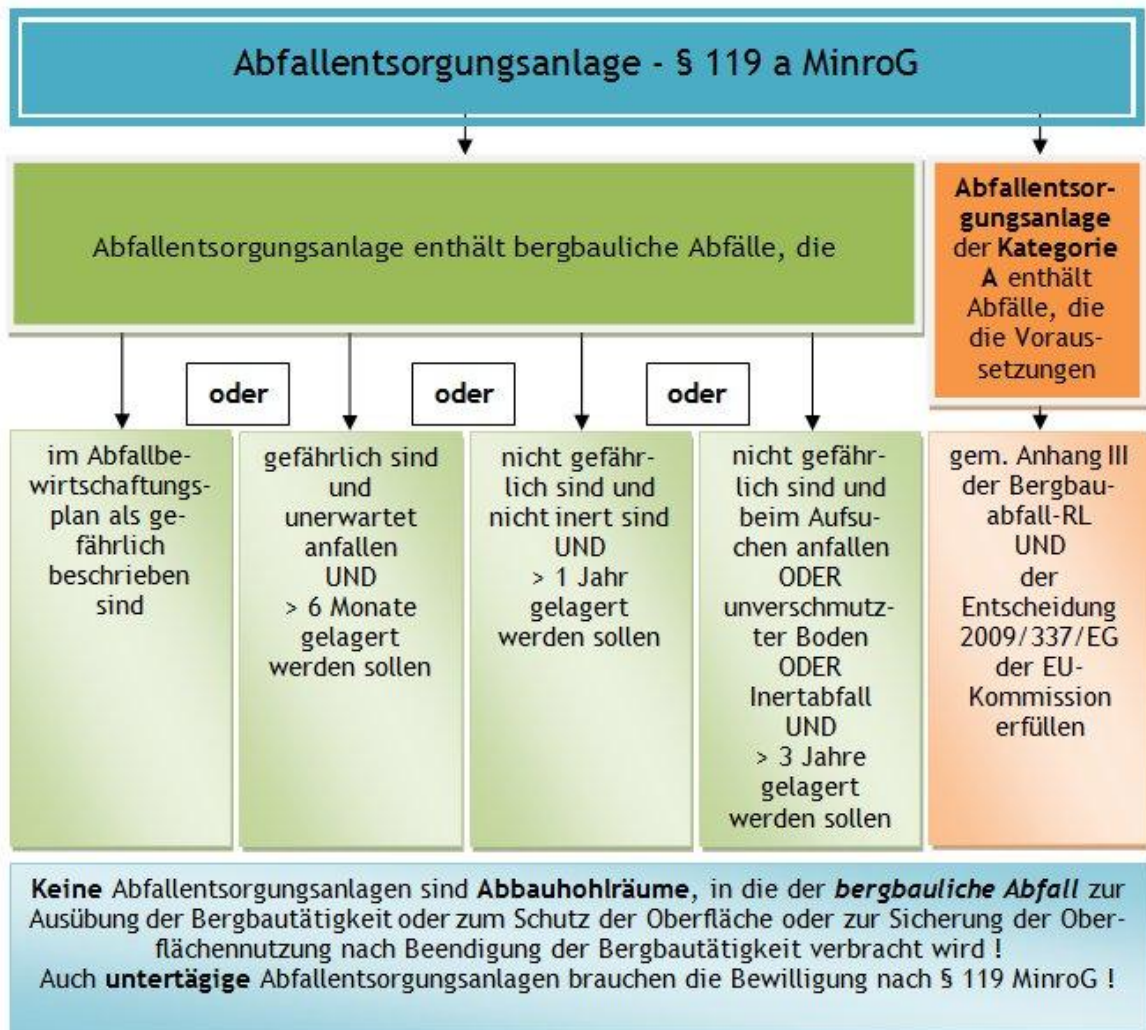 Abfallentsorgungsanlage - § 119 a MinroG
Abfallentsorgungsanlage enthält bergbauliche Abfälle, die
Abfallentsor-
gungsanlage
der Kategorie
A enthält
Abfälle, die
die Voraus-
setzungen
oder
oder
oder
im Abfallbe-
wirtschaftungs-
plan als ge-
fährlich
beschrieben
sind
gefährlich sind
und
unerwartet
anfallen
UND
> 6 Monate
gelagert
werden sollen
nicht gefähr-
lich sind und
nicht inert sind
UND
> 1 Jahr
gelagert
werden sollen
nicht gefähr-
lich sind und
beim Aufsu-
chen anfallen
ODER
unverschmutz-
ter Boden
ODER
Inertabfall
UND
> 3 Jahre
gelagert
werden sollen
gem. Anhang III
der Bergbau-
abfall-RL
UND
der
Entscheidung
2009/337/EG
der EU-
Kommission
erfüllen
Keine Abfallentsorgungsanlagen sind Abbauhohlräume, in die der bergbauliche Abfall zur
Ausübung der Bergbautätigkeit oder zum Schutz der Oberfläche oder zur Sicherung der Ober-
flächennutzung nach Beendigung der Bergbautätigkeit verbracht wird !
Auch untertägige Abfallentsorgungsanlagen brauchen die Bewilligung nach § 119 MinroG !